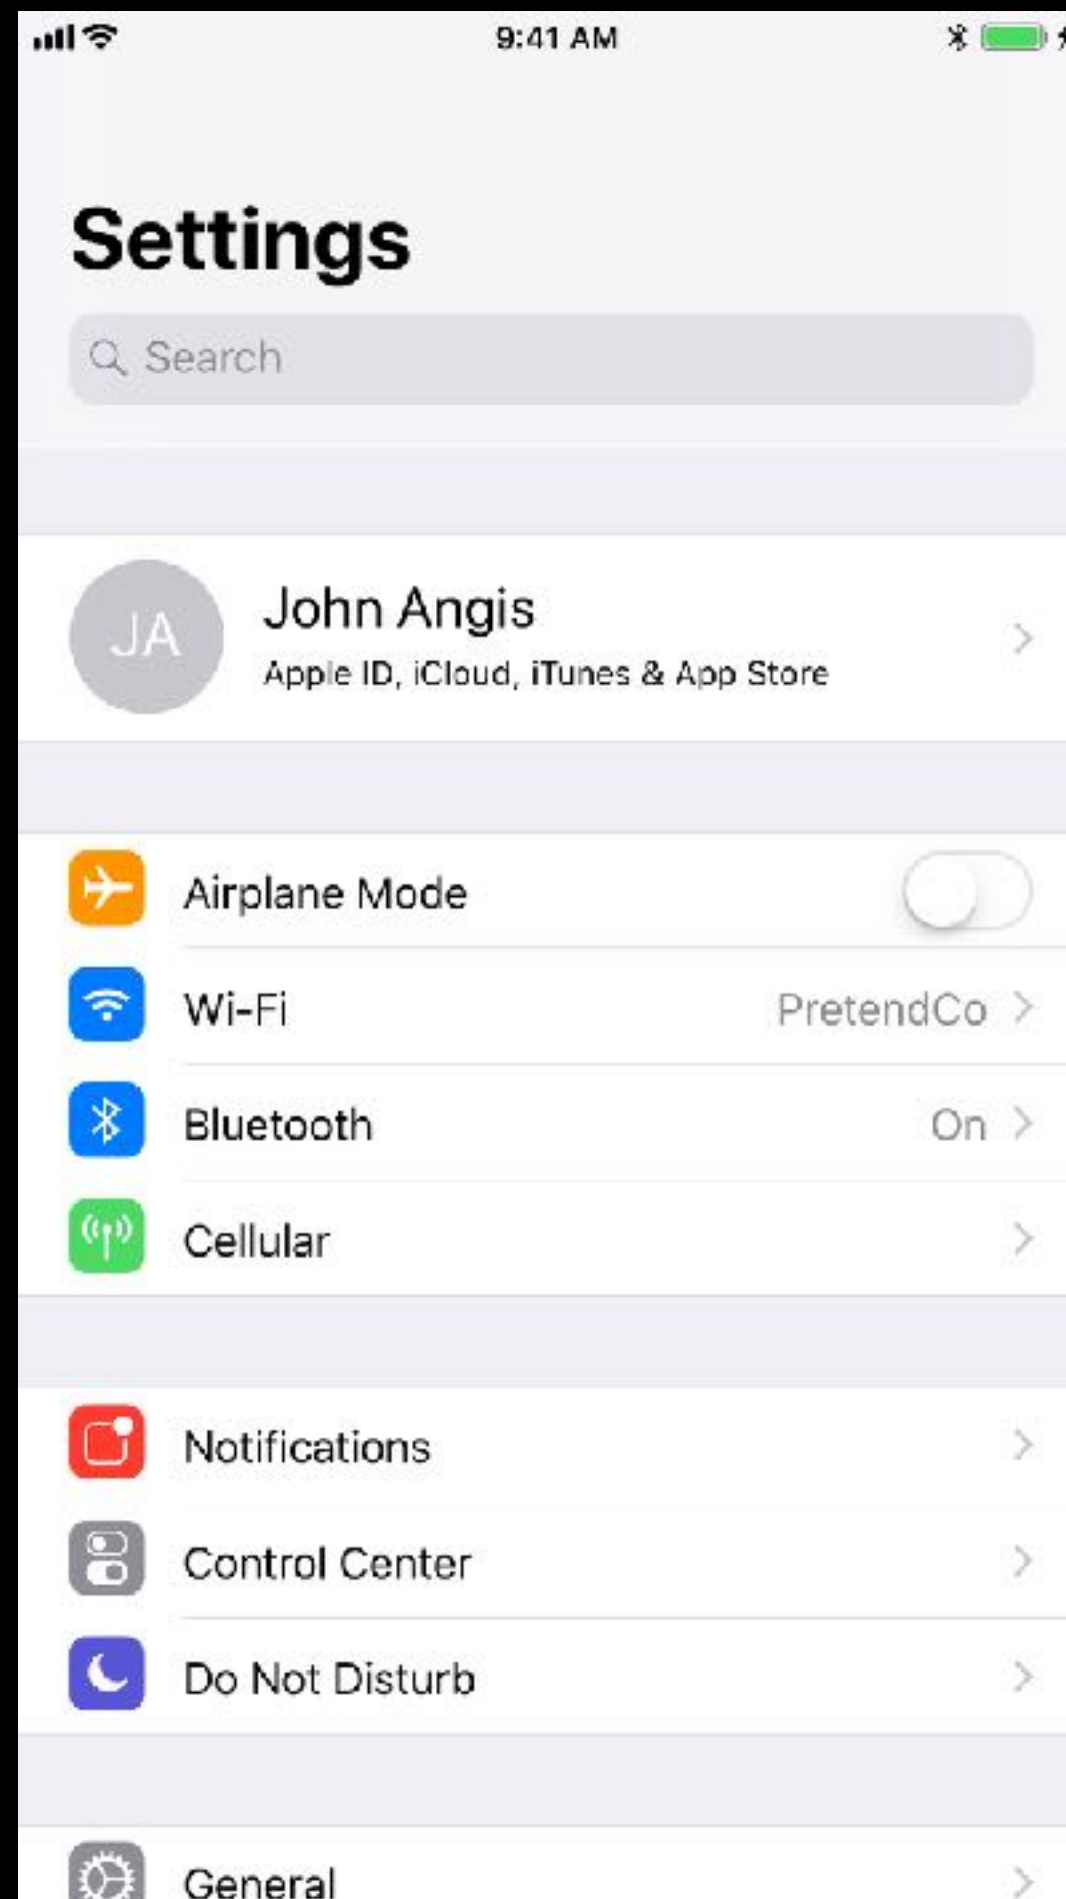 9:41 AM
Settings
Search
JA
John Angis
Apple ID, iCloud, iTunes & App Store
Airplane Mode
Wi-Fi PretendCo
Bluetooth On
Cellular
Notifications
Control Center
Do Not Disturb
General